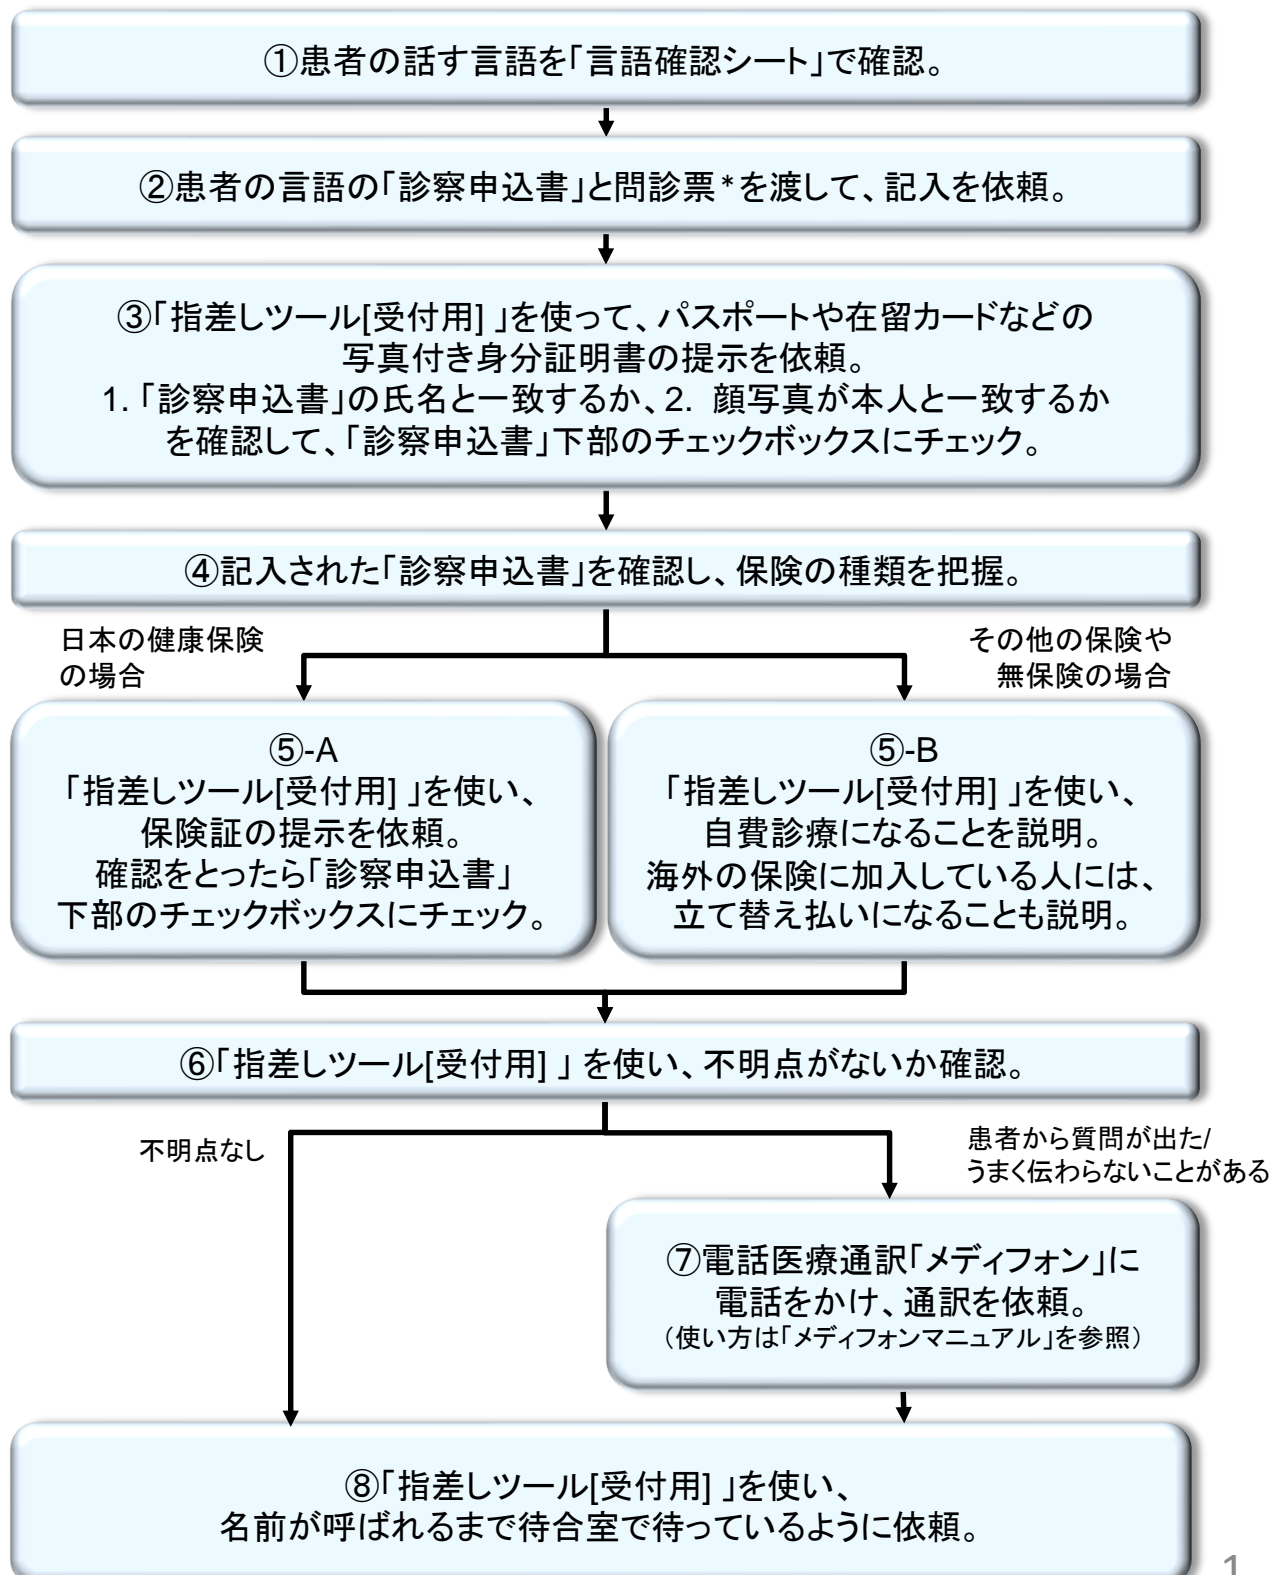 ①患者の話す言語を「言語確認シート」で確認。
②患者の言語の「診察申込書」と問診票*を渡して、記入を依頼。
③「指差しツール[受付用] 」を使って、パスポートや在留カードなどの
写真付き身分証明書の提示を依頼。
1. 「診察申込書」の氏名と一致するか、2. 顔写真が本人と一致するか
を確認して、「診察申込書」下部のチェックボックスにチェック。
④記入された「診察申込書」を確認し、保険の種類を把握。
日本の健康保険
の場合
その他の保険や
無保険の場合
⑤-A
「指差しツール[受付用] 」を使い、
保険証の提示を依頼。
確認をとったら「診察申込書」
下部のチェックボックスにチェック。
⑤-B
「指差しツール[受付用] 」を使い、
自費診療になることを説明。
海外の保険に加入している人には、
立て替え払いになることも説明。
⑥「指差しツール[受付用] 」 を使い、不明点がないか確認。
不明点なし
患者から質問が出た/
うまく伝わらないことがある
⑦電話医療通訳「メディフォン」に
電話をかけ、通訳を依頼。
（使い方は「メディフォンマニュアル」を参照）
⑧「指差しツール[受付用] 」を使い、
名前が呼ばれるまで待合室で待っているように依頼。
1